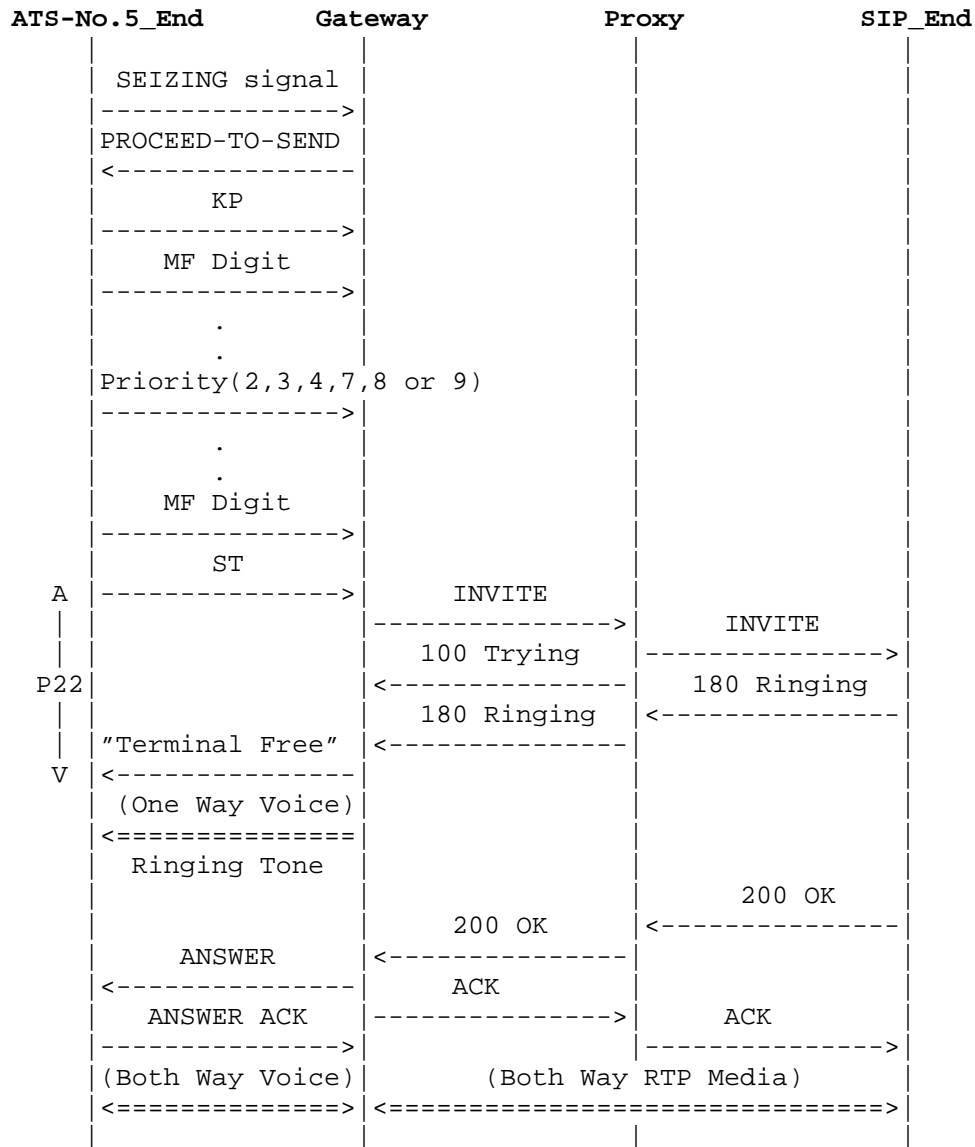 ATS-No.5_End Gateway Proxy SIP_End
SEIZING signal
PROCEED-TO-SEND
KP
MF Digit
.
.
Priority(2,3,4,7,8 or 9)
.
.
MF Digit
ST
A INVITE
INVITE
100 Trying
P22 180 Ringing
180 Ringing
"Terminal Free"
V
(One Way Voice)
Ringing Tone
200 OK
200 OK
ANSWER
ACK
ANSWER ACK ACK
(Both Way Voice) (Both Way RTP Media)